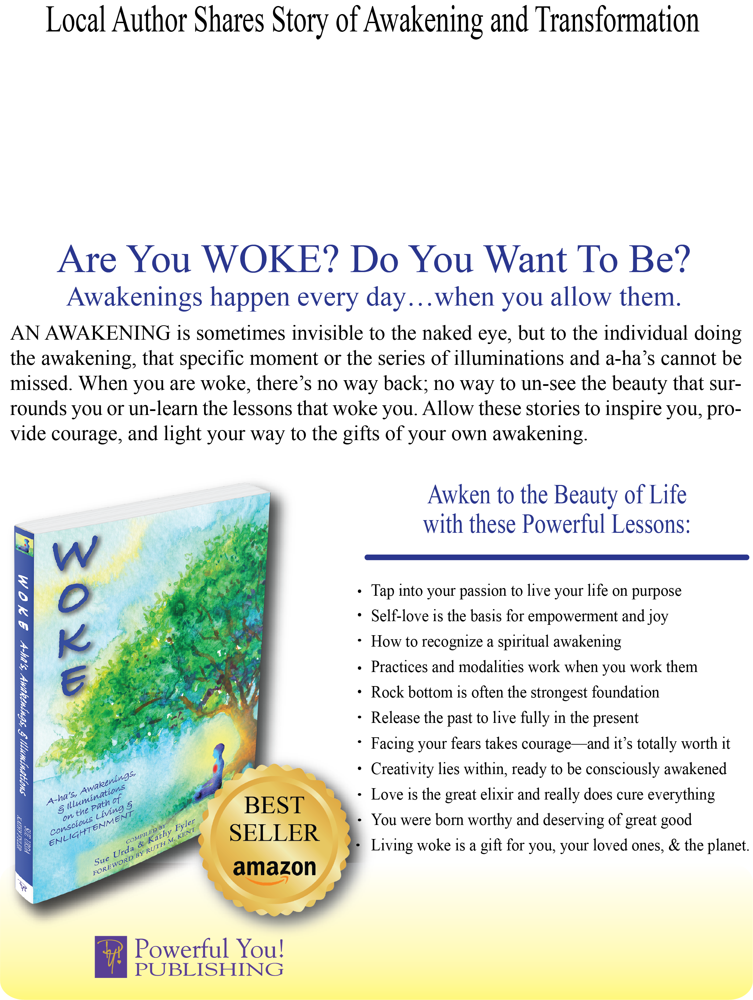 Local Author Shares Story of Awakening and Transformation
Are You WOKE? Do You Want To Be?
Awakenings happen every day…when you allow them.
AN AWAKENING is sometimes invisible to the naked eye, but to the individual doing
the awakening, that specific moment or the series of illuminations and a-ha’s cannot be
missed. When you are woke, there’s no way back; no way to un-see the beauty that sur-
rounds you or un-learn the lessons that woke you. Allow these stories to inspire you, pro-
vide courage, and light your way to the gifts of your own awakening.
WOKE
A-ha's, Awakenings, & Illuminations
SUE URDA
KATHY FYLER
W
O
K
E
A-ha's, Awakenings,
& Illuminations
on the Path of
Conscious Living &
ENLIGHTENMENT
COMPILED BY
Sue Urda & Kathy Fyler
FOREWORD BY RUTH M. KENT
BEST
SELLER
amazon
Awken to the Beauty of Life
with these Powerful Lessons:
• Tap into your passion to live your life on purpose
• Self-love is the basis for empowerment and joy
• How to recognize a spiritual awakening
• Practices and modalities work when you work them
• Rock bottom is often the strongest foundation
• Release the past to live fully in the present
• Facing your fears takes courage—and it’s totally worth it
• Creativity lies within, ready to be consciously awakened
• Love is the great elixir and really does cure everything
• You were born worthy and deserving of great good
• Living woke is a gift for you, your loved ones, & the planet.
Py!
Powerful You!
PUBLISHING